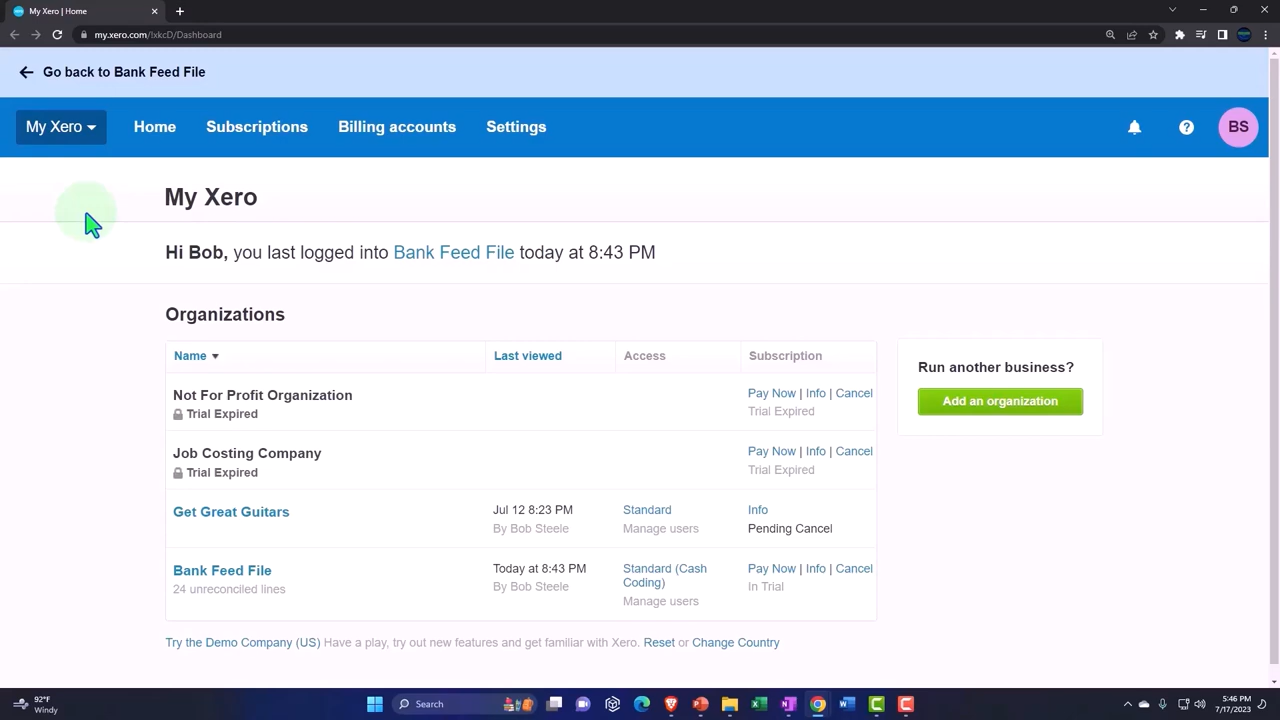 My Xero | Home
my.xero.com/!xkcD/Dashboard
Go back to Bank Feed File
My Xero Home Subscriptions Billing accounts Settings BS
My Xero
Hi Bob, you last logged into Bank Feed File today at 8:43 PM
Organizations
Name Last viewed Access Subscription
Run another business?
Add an organization
Not For Profit Organization Pay Now | Info | Cancel
Trial Expired Trial Expired
Job Costing Company Pay Now | Info | Cancel
Trial Expired Trial Expired
Get Great Guitars Jul 12 8:23 PM Standard Info
By Bob Steele Manage users Pending Cancel
Bank Feed File Today at 8:43 PM Standard (Cash Coding) Pay Now | Info | Cancel
24 unreconciled lines By Bob Steele Manage users In Trial
Try the Demo Company (US) Have a play, try out new features and get familiar with Xero. Reset or Change Country
92°F
Windy
Search
5:46 PM
7/17/2023